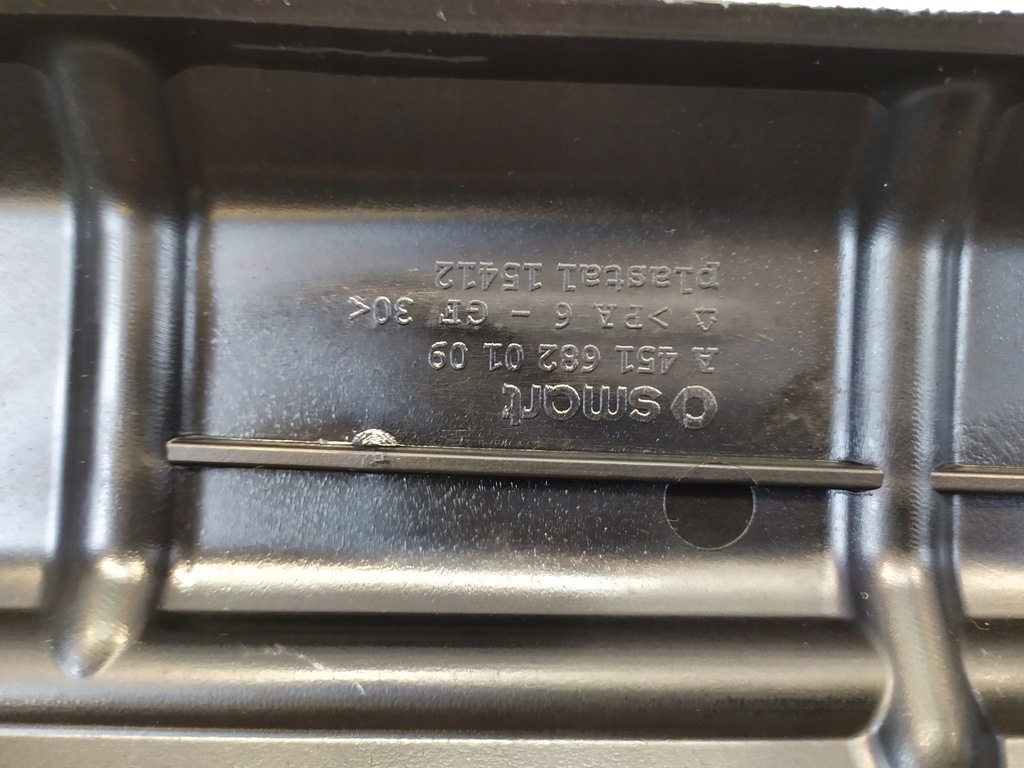 smart
A 451 682 01 09
>PA 6 - GF 30<
plastal 15412